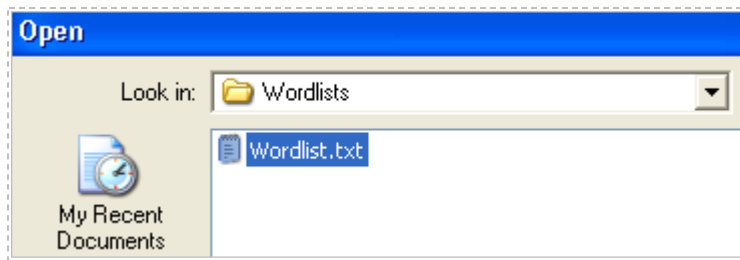 Open
Look in: Wordlists
Wordlist.txt
My Recent
Documents